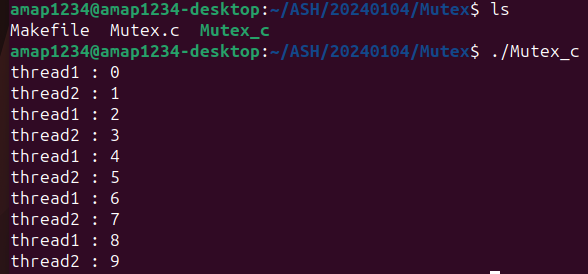 amap1234@amap1234-desktop:~/ASH/20240104/Mutex$ ls
Makefile  Mutex.c  Mutex_c
amap1234@amap1234-desktop:~/ASH/20240104/Mutex$ ./Mutex_c
thread1 : 0
thread2 : 1
thread1 : 2
thread2 : 3
thread1 : 4
thread2 : 5
thread1 : 6
thread2 : 7
thread1 : 8
thread2 : 9